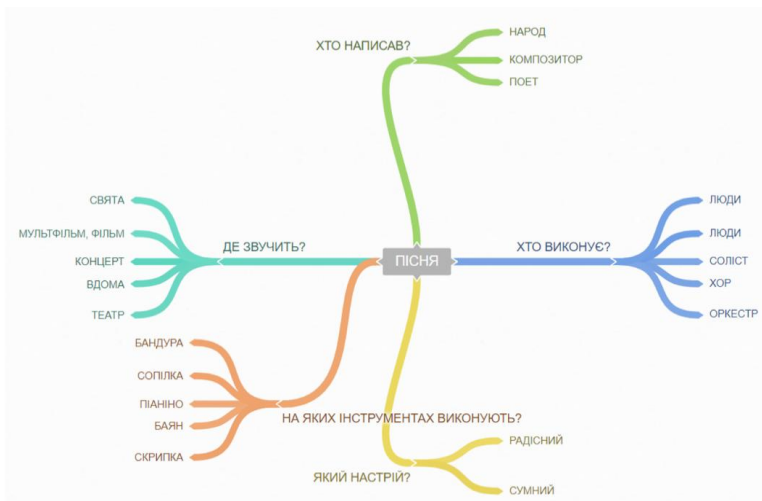 ПІСНЯ
ХТО НАПИСАВ?
НАРОД
КОМПОЗИТОР
ПОЕТ
ХТО ВИКОНУЄ?
ЛЮДИ
ЛЮДИ
СОЛІСТ
ХОР
ОРКЕСТР
ДЕ ЗВУЧИТЬ?
СВЯТА
МУЛЬТФІЛЬМ, ФІЛЬМ
КОНЦЕРТ
ВДОМА
ТЕАТР
НА ЯКИХ ІНСТРУМЕНТАХ ВИКОНУЮТЬ?
БАНДУРА
СОПІЛКА
ПІАНІНО
БАЯН
СКРИПКА
ЯКИЙ НАСТРІЙ?
РАДІСНИЙ
СУМНИЙ